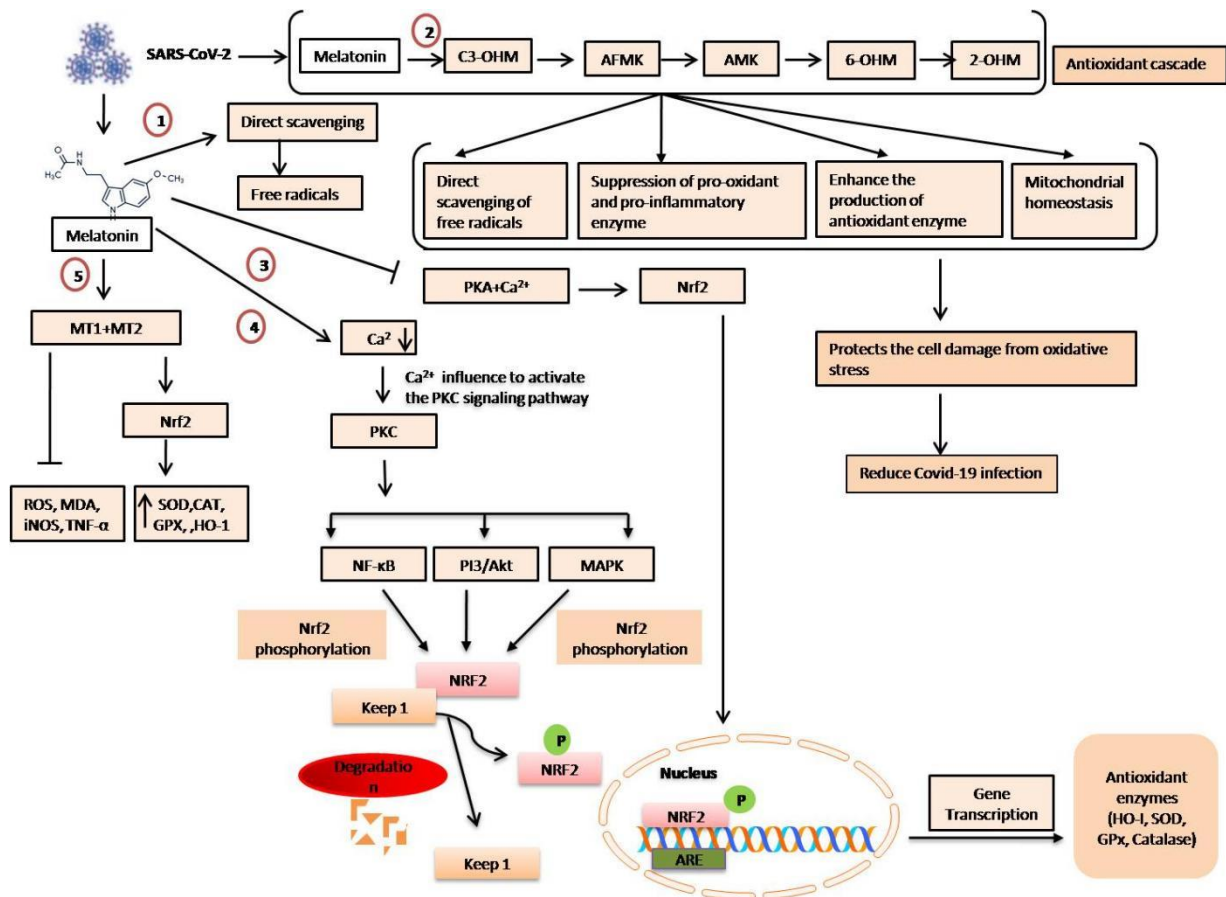 SARS-CoV-2
Melatonin
2
C3-OHM
AFMK
AMK
6-OHM
2-OHM
Antioxidant cascade
1
Direct scavenging
Free radicals
O
H
N
CH₃
O
CH₃
N
H
Melatonin
Direct
scavenging of
free radicals
Suppression of pro-oxidant
and pro-inflammatory
enzyme
Enhance the
production of
antioxidant enzyme
Mitochondrial
homeostasis
3
5
4
PKA+Ca²⁺
Nrf2
MT1+MT2
Ca²
Protects the cell damage from oxidative
stress
Ca²⁺ influence to activate
the PKC signaling pathway
Nrf2
PKC
Reduce Covid-19 infection
ROS, MDA,
iNOS, TNF-α
SOD,CAT,
GPX, ,HO-1
NF-κB
PI3/Akt
MAPK
Nrf2
phosphorylation
Nrf2
phosphorylation
NRF2
Keep 1
P
NRF2
Degradatio
n
Keep 1
Nucleus
P
NRF2
ARE
Gene
Transcription
Antioxidant
enzymes
(HO-I, SOD,
GPx, Catalase)